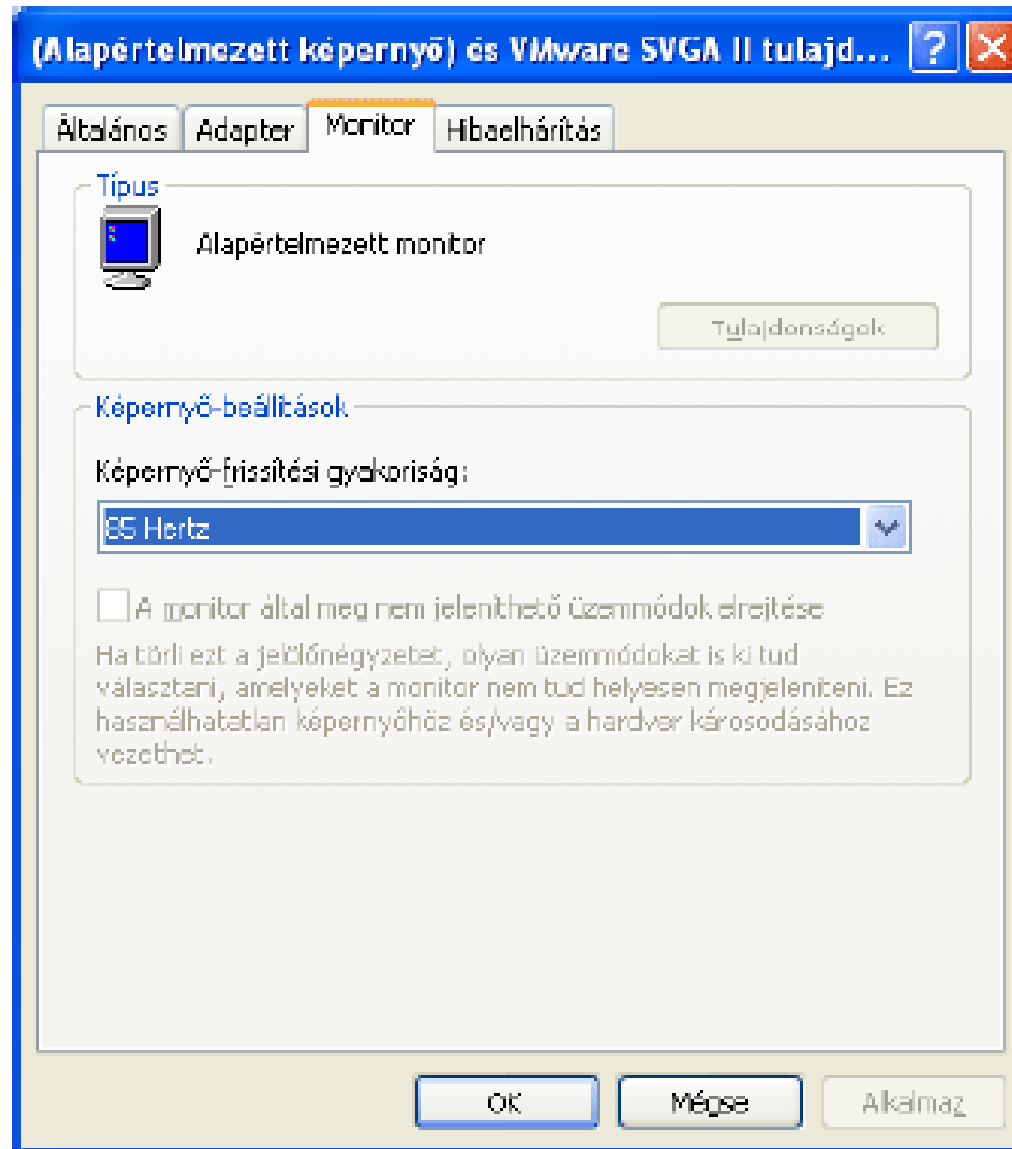 (Alapértelmezett képernyő) és VMware SVGA II tulajd...
Általános Adapter Monitor Hibaelhárítás
Típus
Alapértelmezett monitor
Tulajdonságok
Képernyő-beállítások
Képernyő-frissítési gyakoriság:
85 Hertz
A monitor által meg nem jeleníthető üzemmódok elrejtése
Ha törli ezt a jelölőnégyzetet, olyan üzemmódokat is ki tud
választani, amelyeket a monitor nem tud helyesen megjeleníteni. Ez
használhatatlan képernyőhöz és/vagy a hardver károsodásához
vezethet.
OK Mégse Alkalmaz